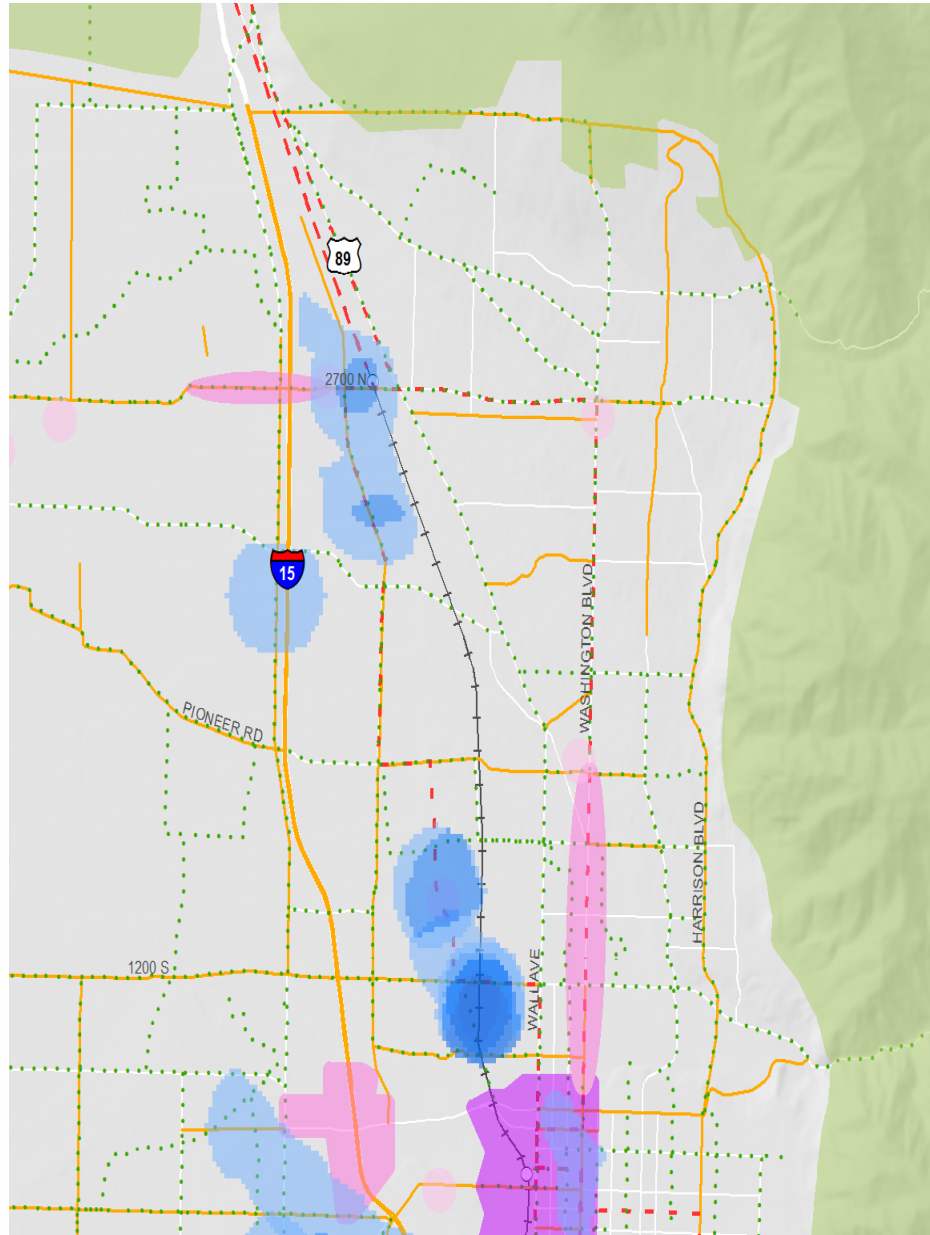 89
2700 N
15
WASHINGTON BLVD
PIONEER RD
HARRISON BLVD
1200 S
WALL AVE